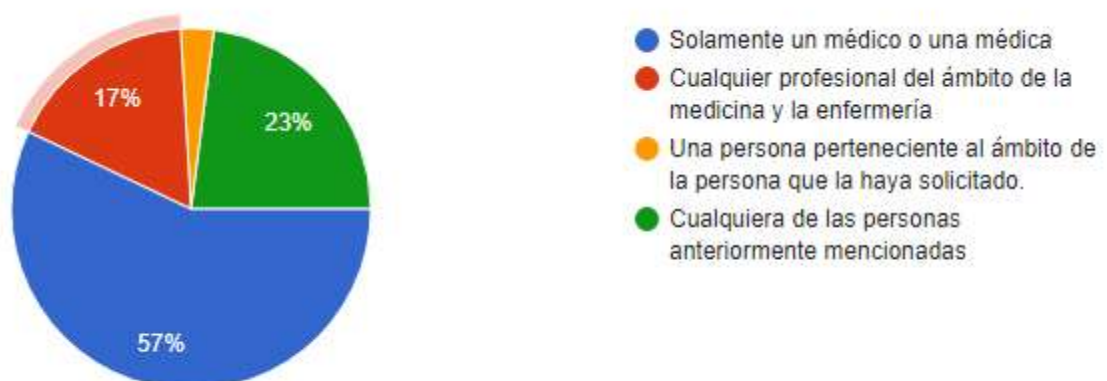 17%
23%
57%
Solamente un médico o una médica
Cualquier profesional del ámbito de la
medicina y la enfermería
Una persona perteneciente al ámbito de
la persona que la haya solicitado.
Cualquiera de las personas
anteriormente mencionadas